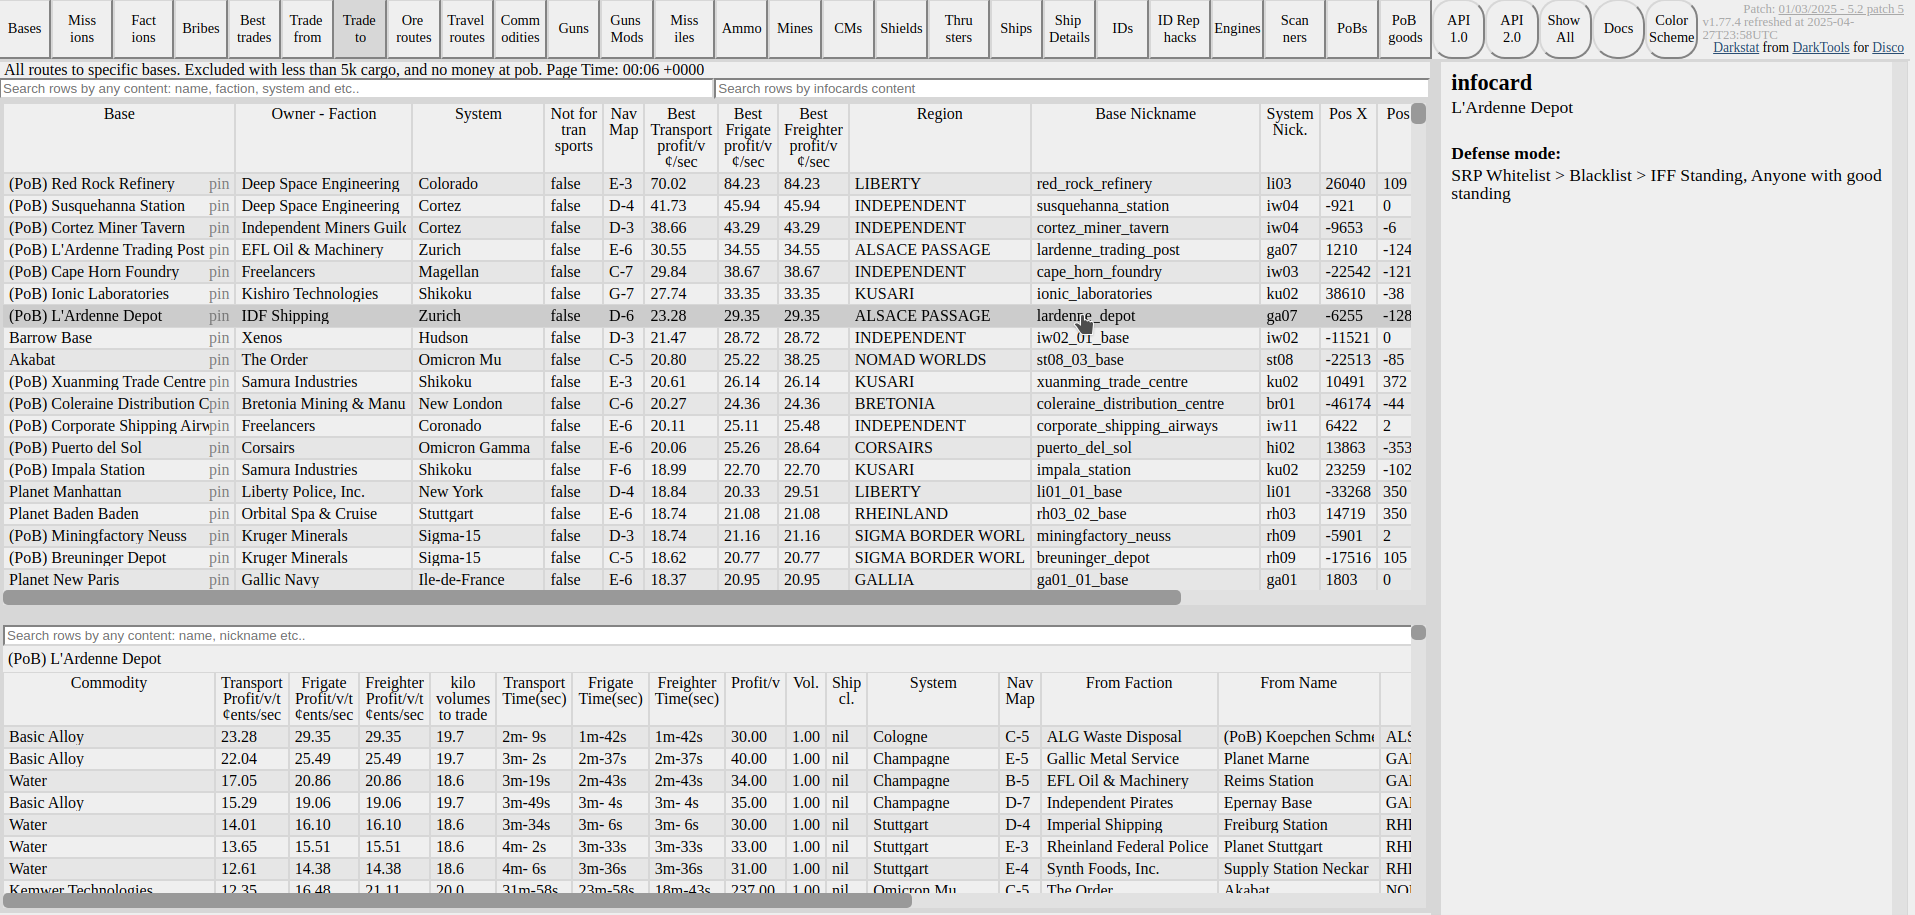 Bases
Miss ions
Fact ions
Bribes
Best trades
Trade from
Trade to
Ore routes
Travel routes
Comm odities
Guns
Guns Mods
Miss iles
Ammo
Mines
CMs
Shields
Thru sters
Ships
Ship Details
IDs
ID Rep hacks
Engines
Scan ners
PoBs
PoB goods
API 1.0
API 2.0
Show All
Docs
Color Scheme
Patch: 01/03/2025 - 5.2 patch 5
v1.77.4 refreshed at 2025-04-
27T23:58UTC
Darkstat from DarkTools for Disco
All routes to specific bases. Excluded with less than 5k cargo, and no money at pob. Page Time: 00:06 +0000
Search rows by any content: name, faction, system and etc..
Search rows by infocards content
Base Owner - Faction System Not for tran sports Nav Map Best Transport profit/v ¢/sec Best Frigate profit/v ¢/sec Best Freighter profit/v ¢/sec Region Base Nickname System Nick. Pos X Pos
(PoB) Red Rock Refinery pin Deep Space Engineering Colorado false E-3 70.02 84.23 84.23 LIBERTY red_rock_refinery li03 26040 109
(PoB) Susquehanna Station pin Deep Space Engineering Cortez false D-4 41.73 45.94 45.94 INDEPENDENT susquehanna_station iw04 -921 0
(PoB) Cortez Miner Tavern pin Independent Miners Guild Cortez false D-3 38.66 43.29 43.29 INDEPENDENT cortez_miner_tavern iw04 -9653 -6
(PoB) L'Ardenne Trading Post pin EFL Oil & Machinery Zurich false E-6 30.55 34.55 34.55 ALSACE PASSAGE lardenne_trading_post ga07 1210 -124
(PoB) Cape Horn Foundry pin Freelancers Magellan false C-7 29.84 38.67 38.67 INDEPENDENT cape_horn_foundry iw03 -22542 -121
(PoB) Ionic Laboratories pin Kishiro Technologies Shikoku false G-7 27.74 33.35 33.35 KUSARI ionic_laboratories ku02 38610 -38
(PoB) L'Ardenne Depot pin IDF Shipping Zurich false D-6 23.28 29.35 29.35 ALSACE PASSAGE lardenne_depot ga07 -6255 -128
Barrow Base pin Xenos Hudson false D-3 21.47 28.72 28.72 INDEPENDENT iw02_01_base iw02 -11521 0
Akabat pin The Order Omicron Mu false C-5 20.80 25.22 38.25 NOMAD WORLDS st08_03_base st08 -22513 -85
(PoB) Xuanming Trade Centre pin Samura Industries Shikoku false E-3 20.61 26.14 26.14 KUSARI xuanming_trade_centre ku02 10491 372
(PoB) Coleraine Distribution C pin Bretonia Mining & Manu New London false C-6 20.27 24.36 24.36 BRETONIA coleraine_distribution_centre br01 -46174 -44
(PoB) Corporate Shipping Airw pin Freelancers Coronado false E-6 20.11 25.11 25.48 INDEPENDENT corporate_shipping_airways iw11 6422 2
(PoB) Puerto del Sol pin Corsairs Omicron Gamma false E-6 20.06 25.26 28.64 CORSAIRS puerto_del_sol hi02 13863 -353
(PoB) Impala Station pin Samura Industries Shikoku false F-6 18.99 22.70 22.70 KUSARI impala_station ku02 23259 -102
Planet Manhattan pin Liberty Police, Inc. New York false D-4 18.84 20.33 29.51 LIBERTY li01_01_base li01 -33268 350
Planet Baden Baden pin Orbital Spa & Cruise Stuttgart false E-6 18.74 21.08 21.08 RHEINLAND rh03_02_base rh03 14719 350
(PoB) Miningfactory Neuss pin Kruger Minerals Sigma-15 false D-3 18.74 21.16 21.16 SIGMA BORDER WORL miningfactory_neuss rh09 -5901 2
(PoB) Breuninger Depot pin Kruger Minerals Sigma-15 false C-5 18.62 20.77 20.77 SIGMA BORDER WORL breuninger_depot rh09 -17516 105
Planet New Paris pin Gallic Navy Ile-de-France false E-6 18.37 20.95 20.95 GALLIA ga01_01_base ga01 1803 0
Search rows by any content: name, nickname etc..
(PoB) L'Ardenne Depot
Commodity Transport Profit/v/t ¢ents/sec Frigate Profit/v/t ¢ents/sec Freighter Profit/v/t ¢ents/sec kilo volumes to trade Transport Time(sec) Frigate Time(sec) Freighter Time(sec) Profit/v Vol. Ship cl. System Nav Map From Faction From Name
Basic Alloy 23.28 29.35 29.35 19.7 2m- 9s 1m-42s 1m-42s 30.00 1.00 nil Cologne C-5 ALG Waste Disposal (PoB) Koepchen Schme ALS
Basic Alloy 22.04 25.49 25.49 19.7 3m- 2s 2m-37s 2m-37s 40.00 1.00 nil Champagne E-5 Gallic Metal Service Planet Marne GAL
Water 17.05 20.86 20.86 18.6 3m-19s 2m-43s 2m-43s 34.00 1.00 nil Champagne B-5 EFL Oil & Machinery Reims Station GAL
Basic Alloy 15.29 19.06 19.06 19.7 3m-49s 3m- 4s 3m- 4s 35.00 1.00 nil Champagne D-7 Independent Pirates Epernay Base GAL
Water 14.01 16.10 16.10 18.6 3m-34s 3m- 6s 3m- 6s 30.00 1.00 nil Stuttgart D-4 Imperial Shipping Freiburg Station RHI
Water 13.65 15.51 15.51 18.6 4m- 2s 3m-33s 3m-33s 33.00 1.00 nil Stuttgart E-3 Rheinland Federal Police Planet Stuttgart RHI
Water 12.61 14.38 14.38 18.6 4m- 6s 3m-36s 3m-36s 31.00 1.00 nil Stuttgart E-4 Synth Foods, Inc. Supply Station Neckar RHI
Kemwer Technologies 12.35 16.48 21.11 20.0 31m-58s 23m-58s 18m-43s 237.00 1.00 nil Omicron Mu C-5 The Order Akabat NO
infocard
L'Ardenne Depot
Defense mode:
SRP Whitelist > Blacklist > IFF Standing, Anyone with good
standing